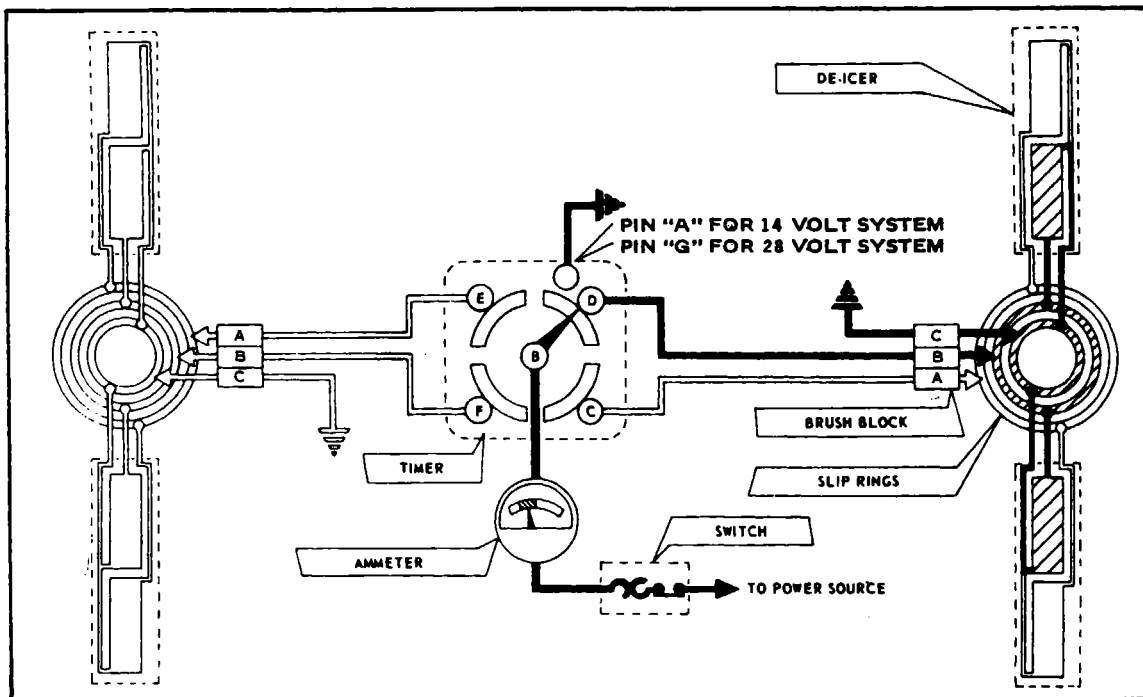 DE-ICER
PIN "A" FOR 14 VOLT SYSTEM
PIN "G" FOR 28 VOLT SYSTEM
E
D
A
B
C
B
C
B
A
F
C
BRUSH BLOCK
TIMER
SLIP RINGS
SWITCH
AMMETER
TO POWER SOURCE